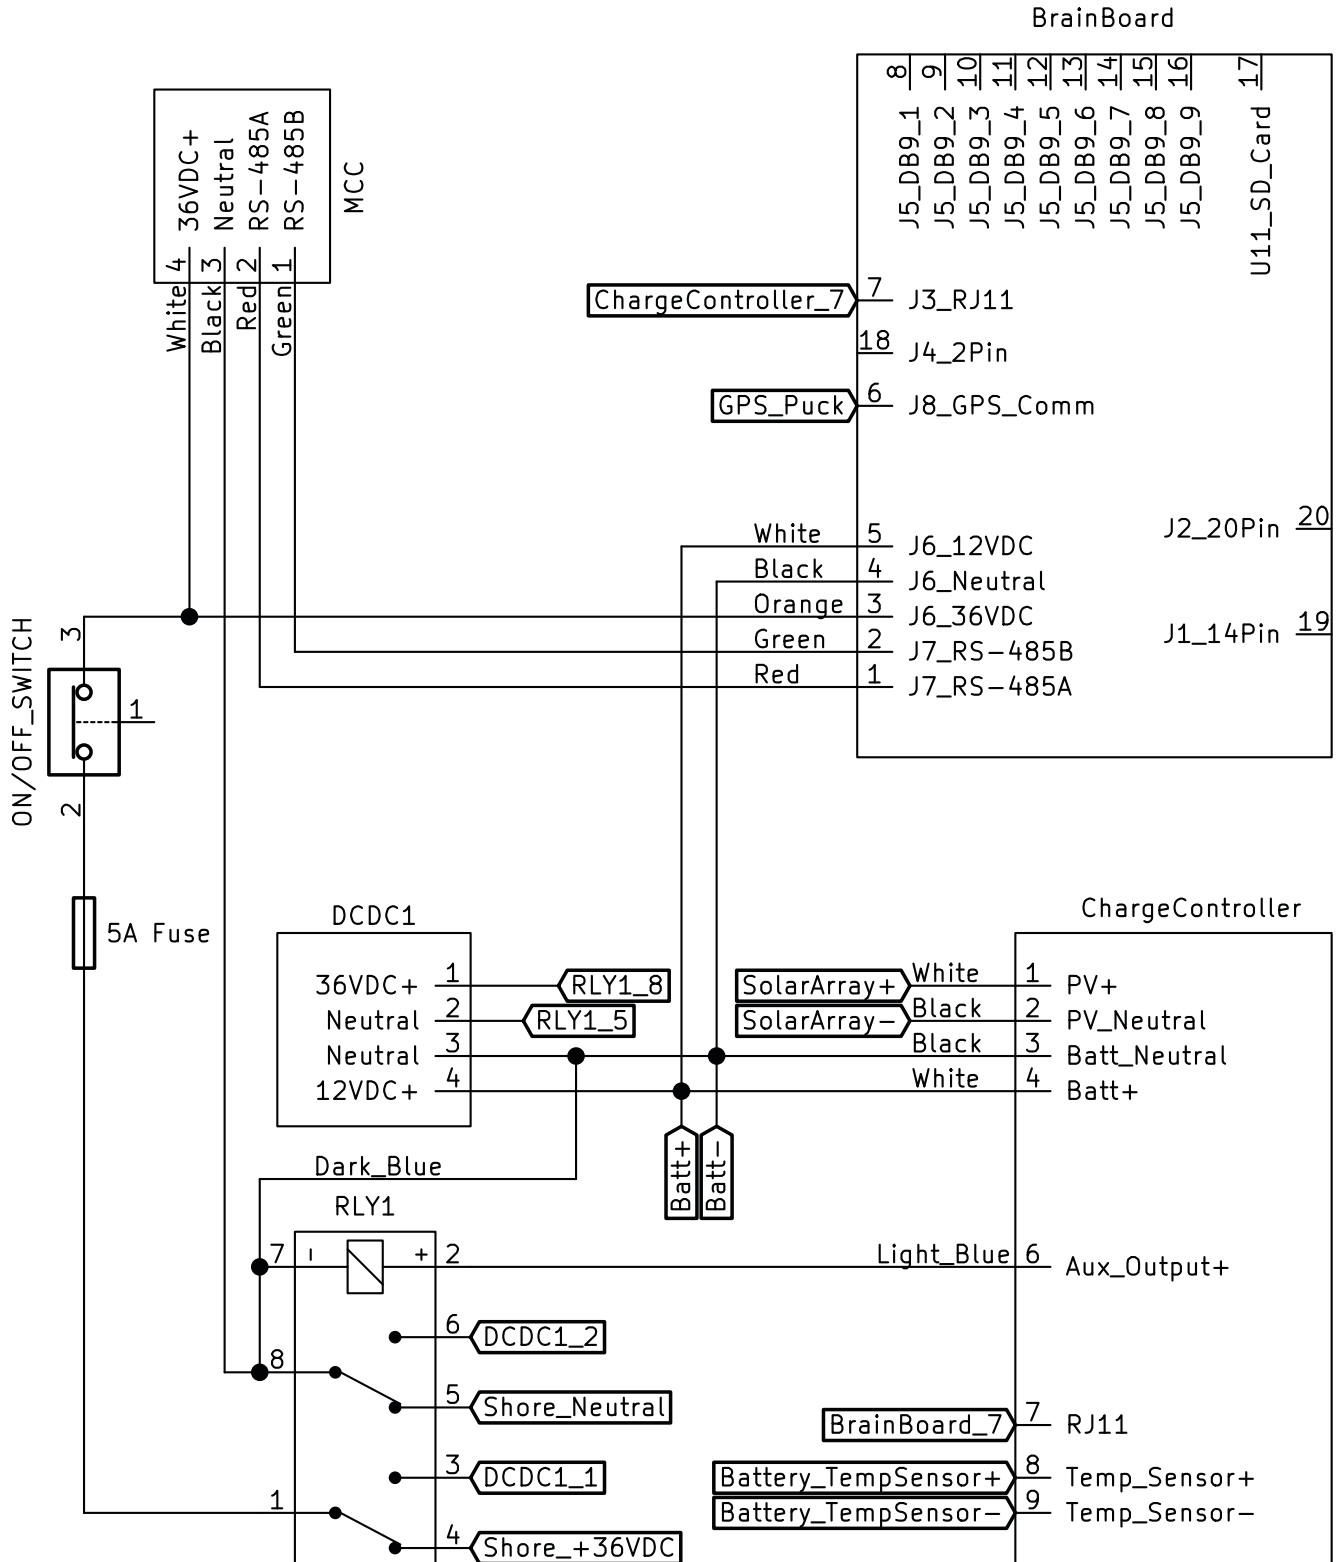 BrainBoard
8
9
10
11
12
13
14
15
16
17
J5_DB9_1
J5_DB9_2
J5_DB9_3
J5_DB9_4
J5_DB9_5
J5_DB9_6
J5_DB9_7
J5_DB9_8
J5_DB9_9
U11_SD_Card
36VDC+
Neutral
RS-485A
RS-485B
MCC
4
3
2
1
White
Black
Red
Green
ChargeController_7
7
J3_RJ11
18
J4_2Pin
GPS_Puck
6
J8_GPS_Comm
J2_20Pin
20
White
5
J6_12VDC
Black
4
J6_Neutral
Orange
3
J6_36VDC
Green
2
J7_RS-485B
Red
1
J7_RS-485A
J1_14Pin
19
ON/OFF_SWITCH
3
1
2
5A Fuse
DCDC1
36VDC+
1
RLY1_8
Neutral
2
RLY1_5
Neutral
3
12VDC+
4
ChargeController
SolarArray+
White
1
PV+
SolarArray-
Black
2
PV_Neutral
Black
3
Batt_Neutral
White
4
Batt+
Batt+
Batt-
Dark_Blue
RLY1
7
-
+
2
Light_Blue
6
Aux_Output+
6
DCDC1_2
8
5
Shore_Neutral
3
DCDC1_1
1
4
Shore_+36VDC
BrainBoard_7
7
RJ11
Battery_TempSensor+
8
Temp_Sensor+
Battery_TempSensor-
9
Temp_Sensor-